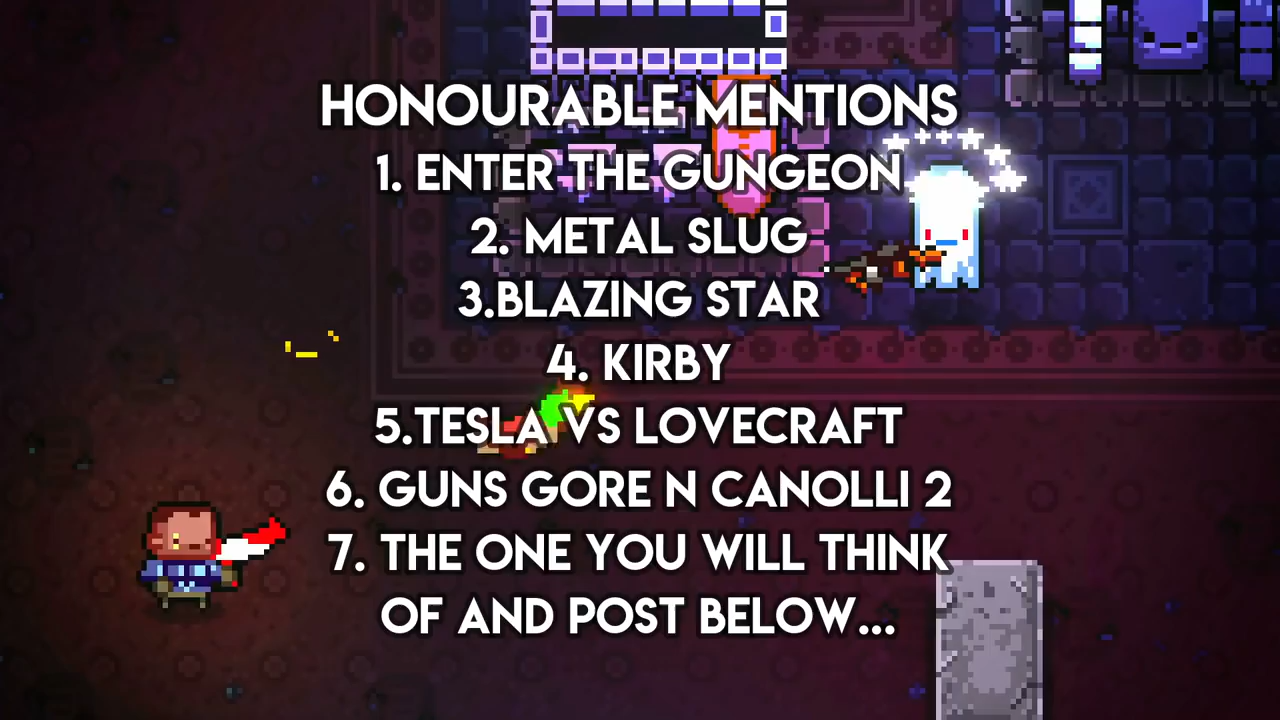 HONOURABLE MENTIONS
1. ENTER THE GUNGEON
2. METAL SLUG
3.BLAZING STAR
4. KIRBY
5.TESLA VS LOVECRAFT
6. GUNS GORE N CANOLLI 2
7. THE ONE YOU WILL THINK
OF AND POST BELOW...